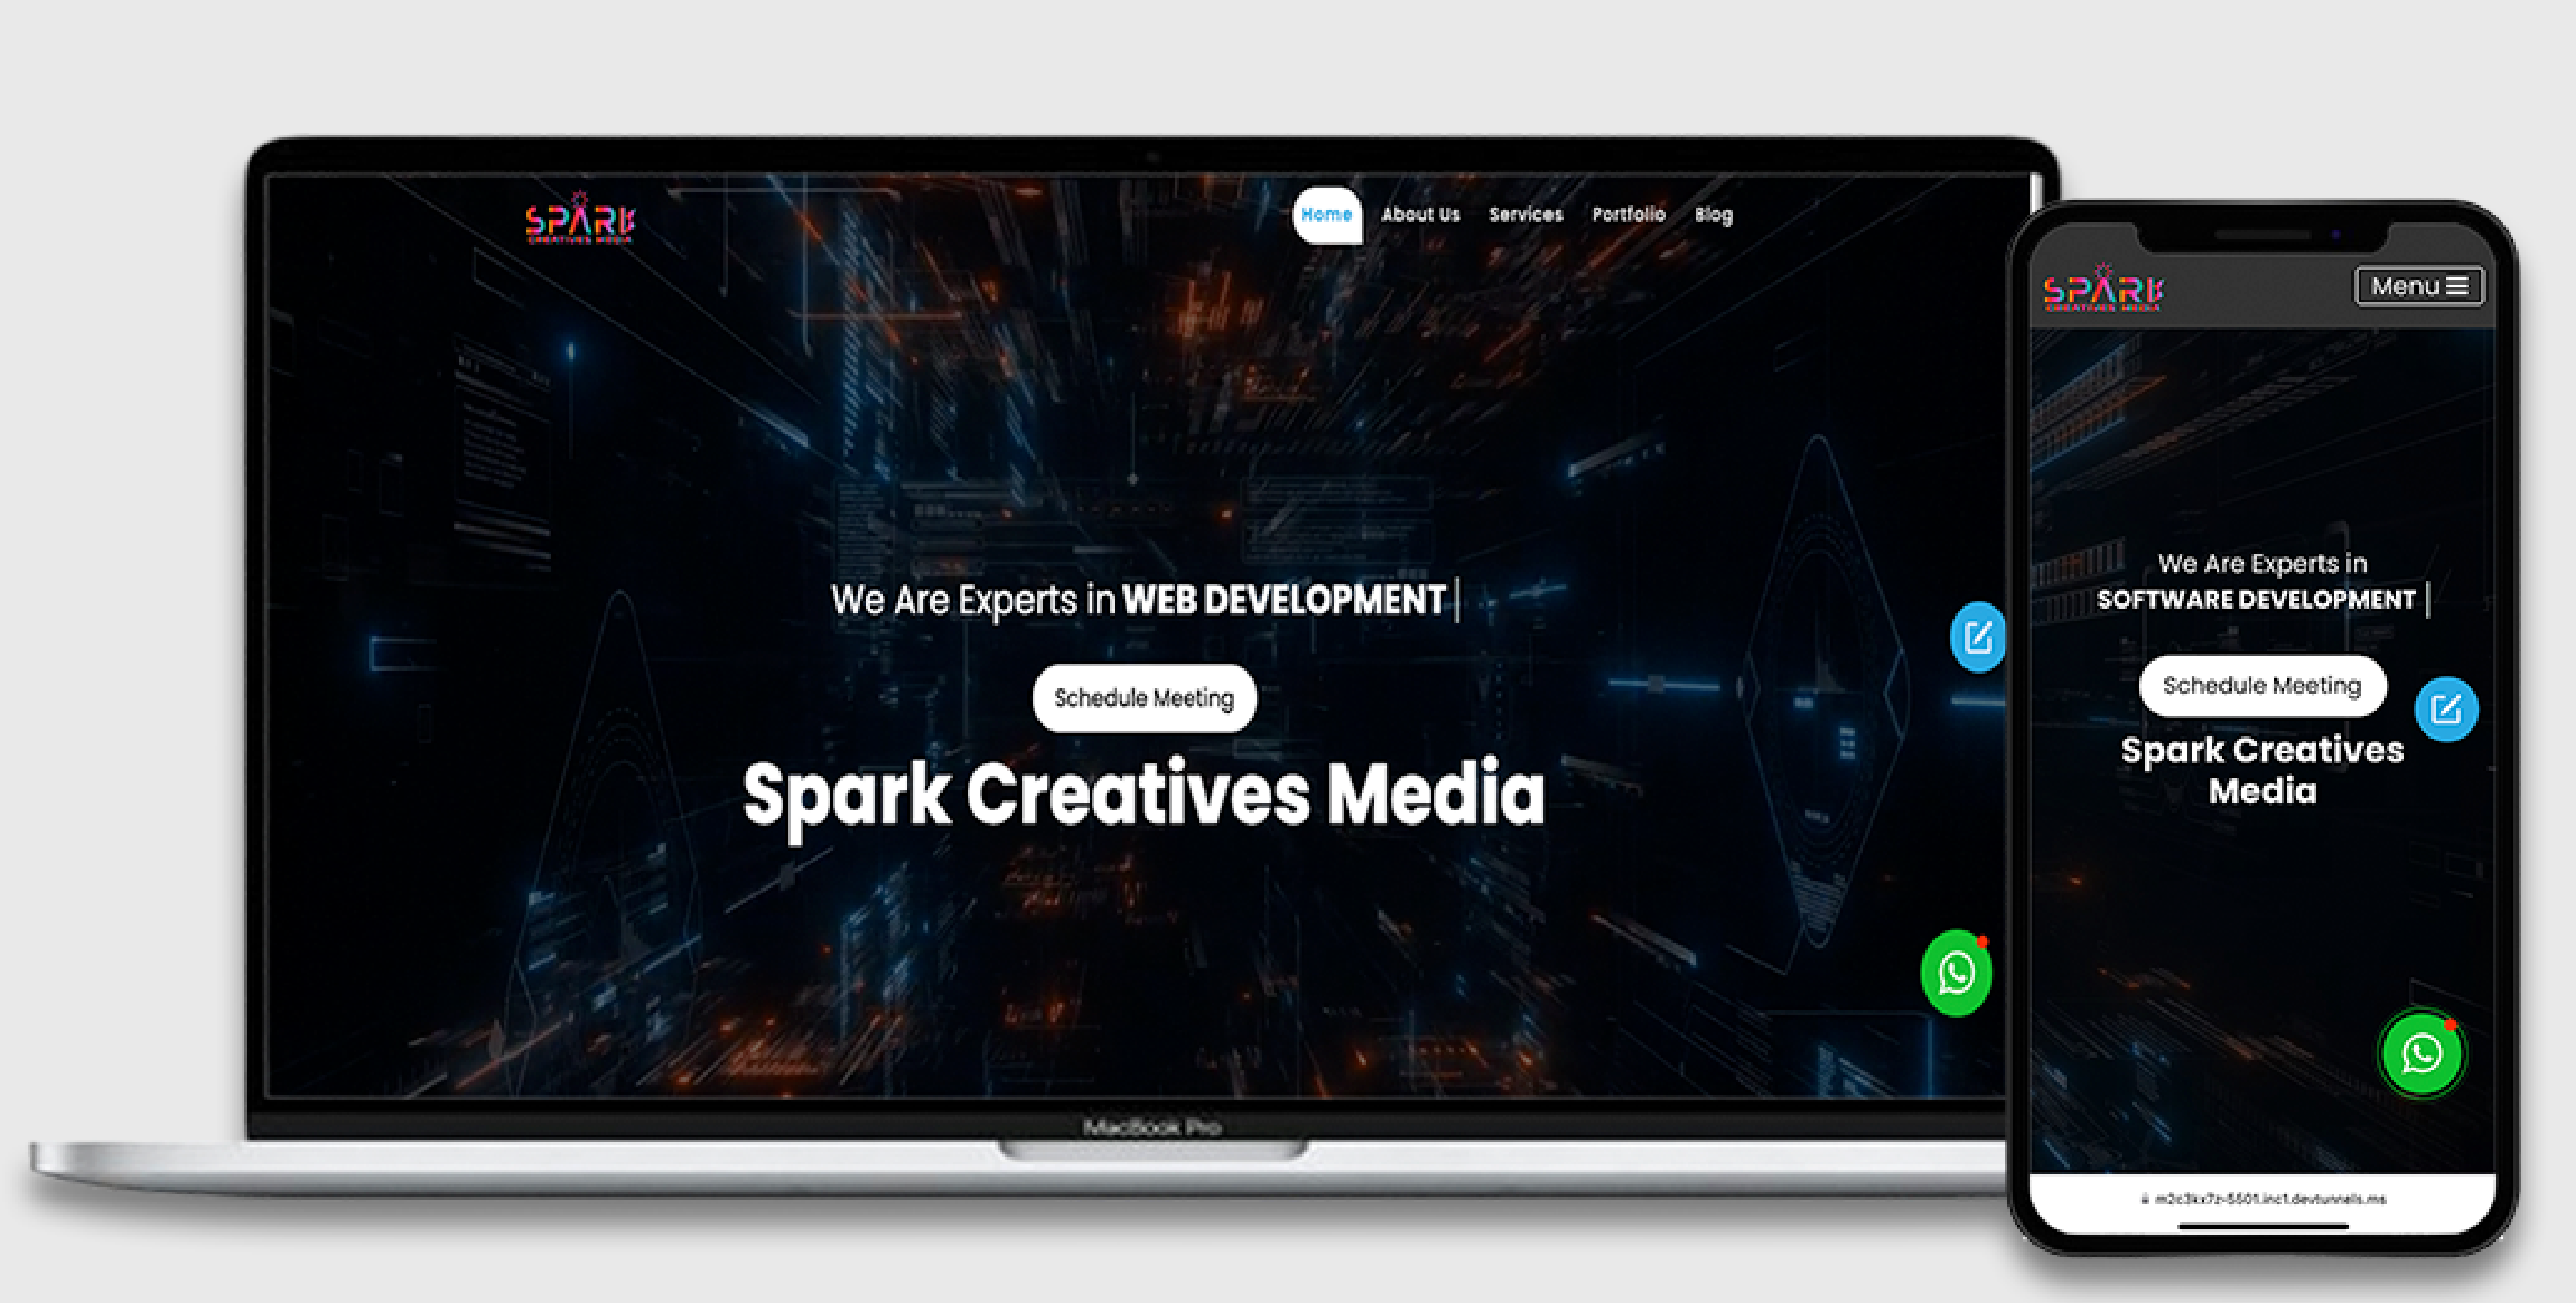 SPARK
CREATIVES MEDIA
Home About Us Services Portfolio Blog
We Are Experts in WEB DEVELOPMENT
Schedule Meeting
Spark Creatives Media
MacBook Pro
SPARK
CREATIVES MEDIA
Menu
We Are Experts in
SOFTWARE DEVELOPMENT
Schedule Meeting
Spark Creatives
Media
m2c3kx7z-5501.inc1.devtunnels.ms